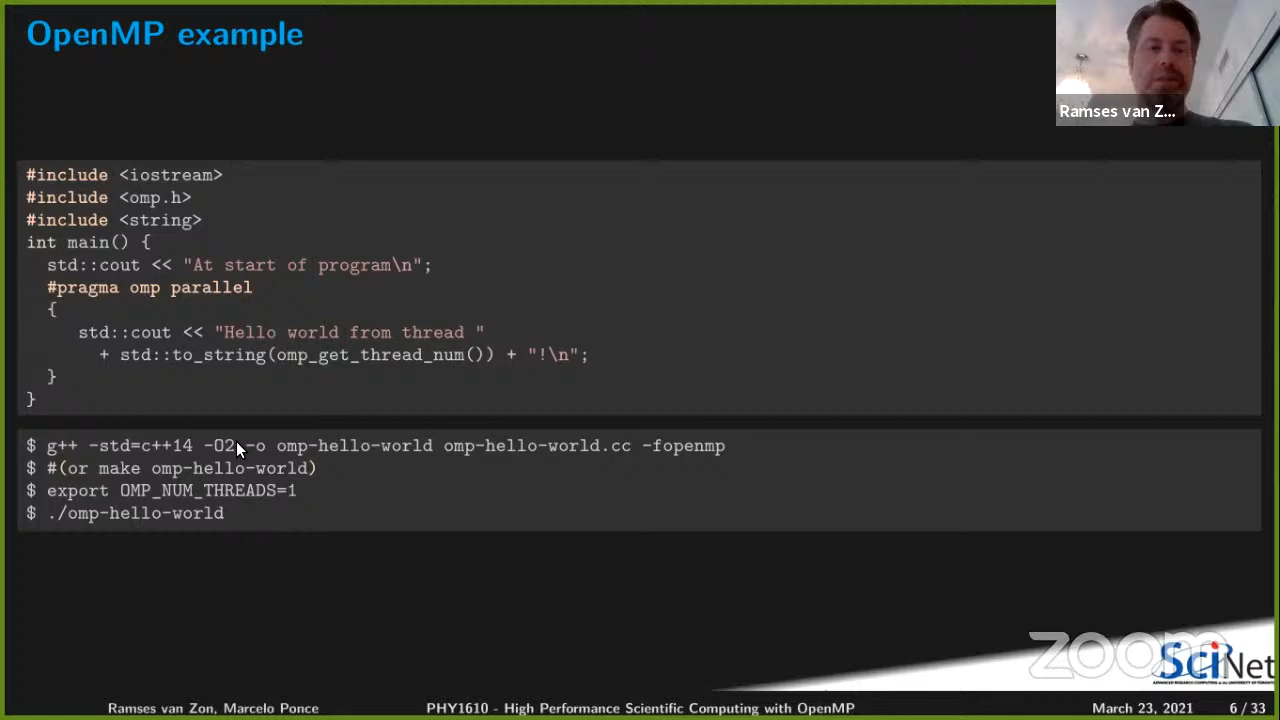 OpenMP example
Ramses van Z...
#include <iostream>
#include <omp.h>
#include <string>
int main() {
std::cout << "At start of program\n";
#pragma omp parallel
{
std::cout << "Hello world from thread "
+ std::to_string(omp_get_thread_num()) + "!\n";
}
}
$ g++ -std=c++14 -O2 -o omp-hello-world omp-hello-world.cc -fopenmp
$ #(or make omp-hello-world)
$ export OMP_NUM_THREADS=1
$ ./omp-hello-world
zoom
SciNet
Ramses van Zon, Marcelo Ponce
PHY1610 - High Performance Scientific Computing with OpenMP
March 23, 2021
6 / 33